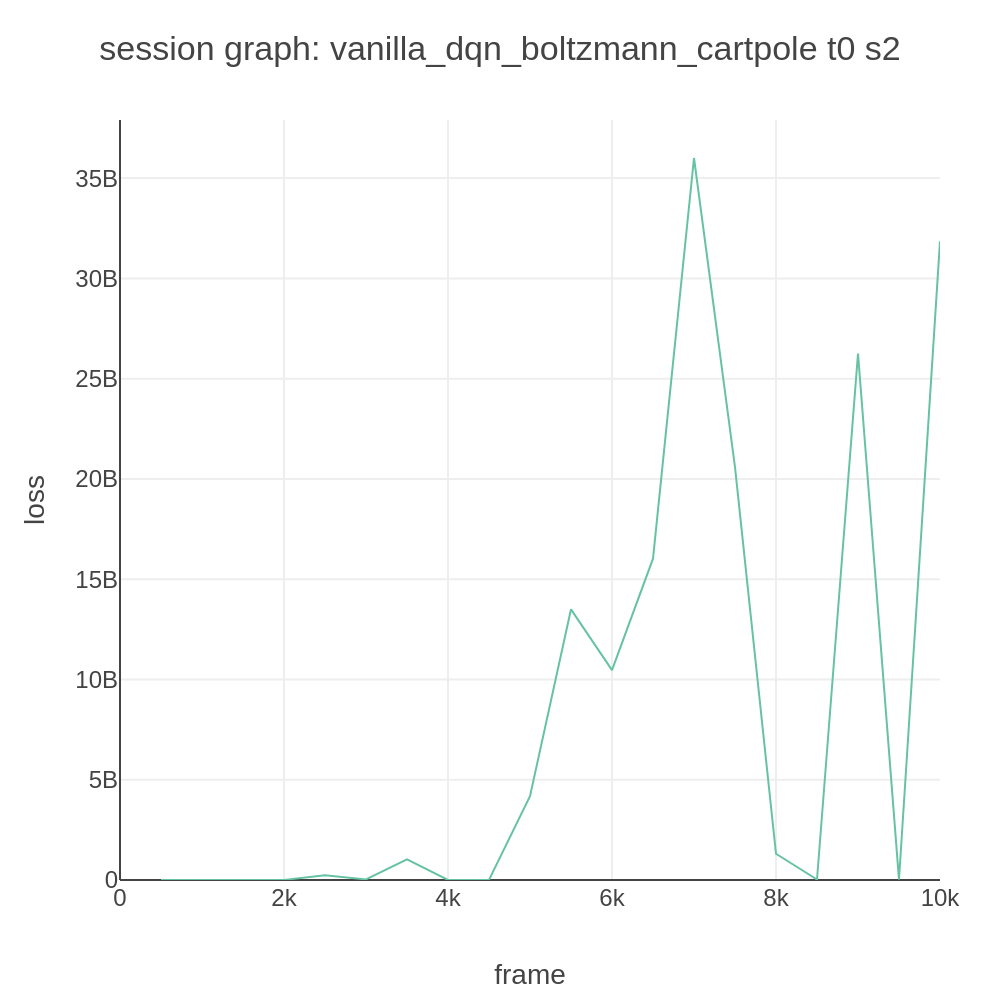 session graph: vanilla_dqn_boltzmann_cartpole t0 s2
35B
30B
25B
20B
15B
10B
5B
0
0 2k 4k 6k 8k 10k
loss
frame